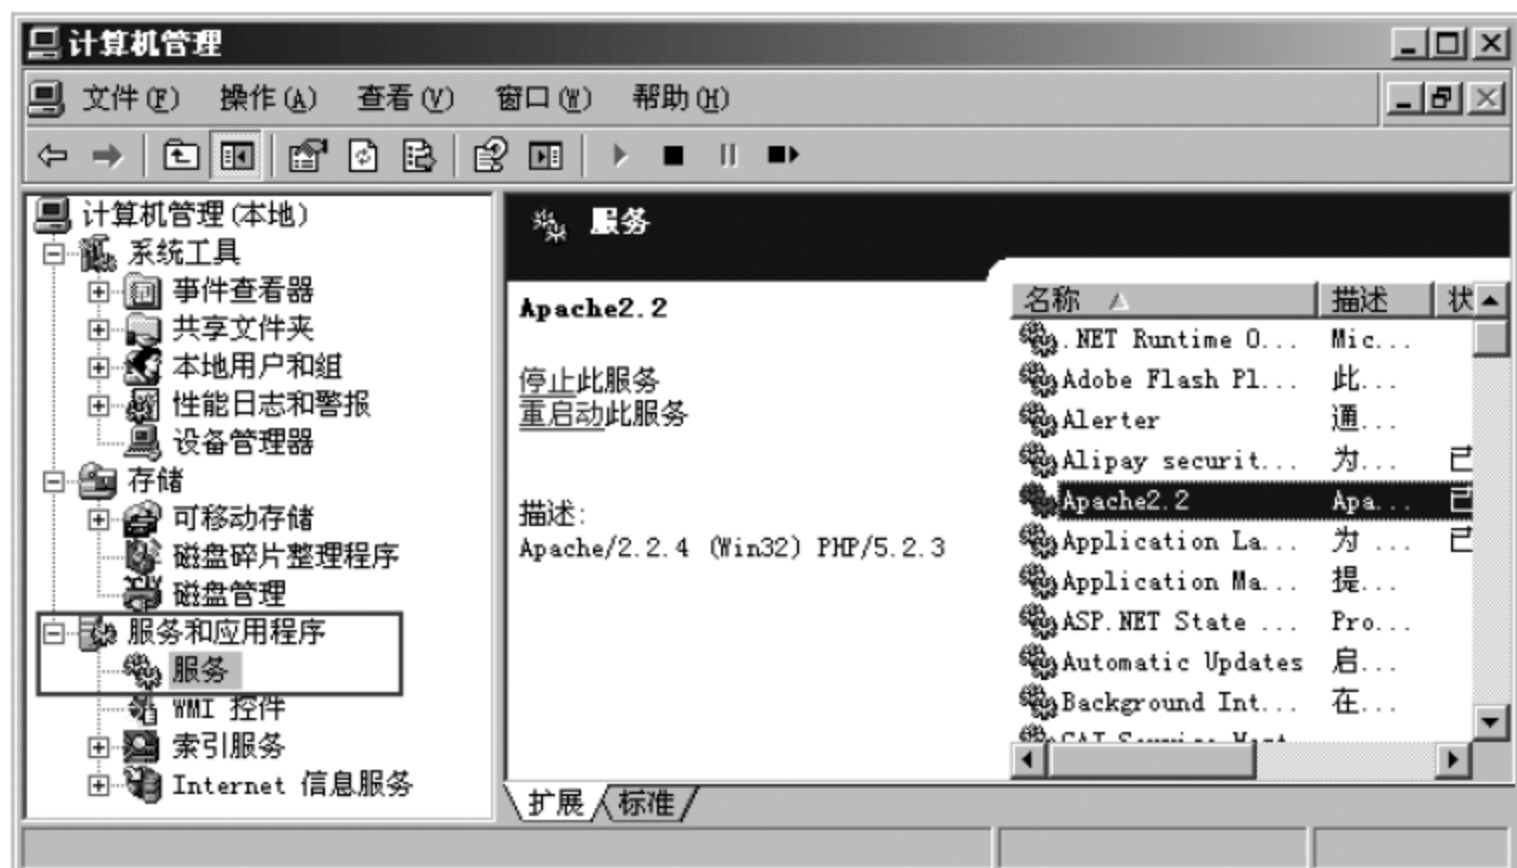 计算机管理
文件(F) 操作(A) 查看(V) 窗口(W) 帮助(H)
计算机管理(本地)
系统工具
事件查看器
共享文件夹
本地用户和组
性能日志和警报
设备管理器
存储
可移动存储
磁盘碎片整理程序
磁盘管理
服务和应用程序
服务
WMI 控件
索引服务
Internet 信息服务
服务
Apache2.2
停止此服务
重启动此服务
描述:
Apache/2.2.4 (Win32) PHP/5.2.3
名称 描述 状
.NET Runtime O... Mic...
Adobe Flash Pl... 此...
Alerter 通...
Alipay securit... 为... 已
Apache2.2 Apa... 已
Application La... 为 ... 已
Application Ma... 提...
ASP.NET State ... Pro...
Automatic Updates 启...
Background Int... 在...
扩展 标准